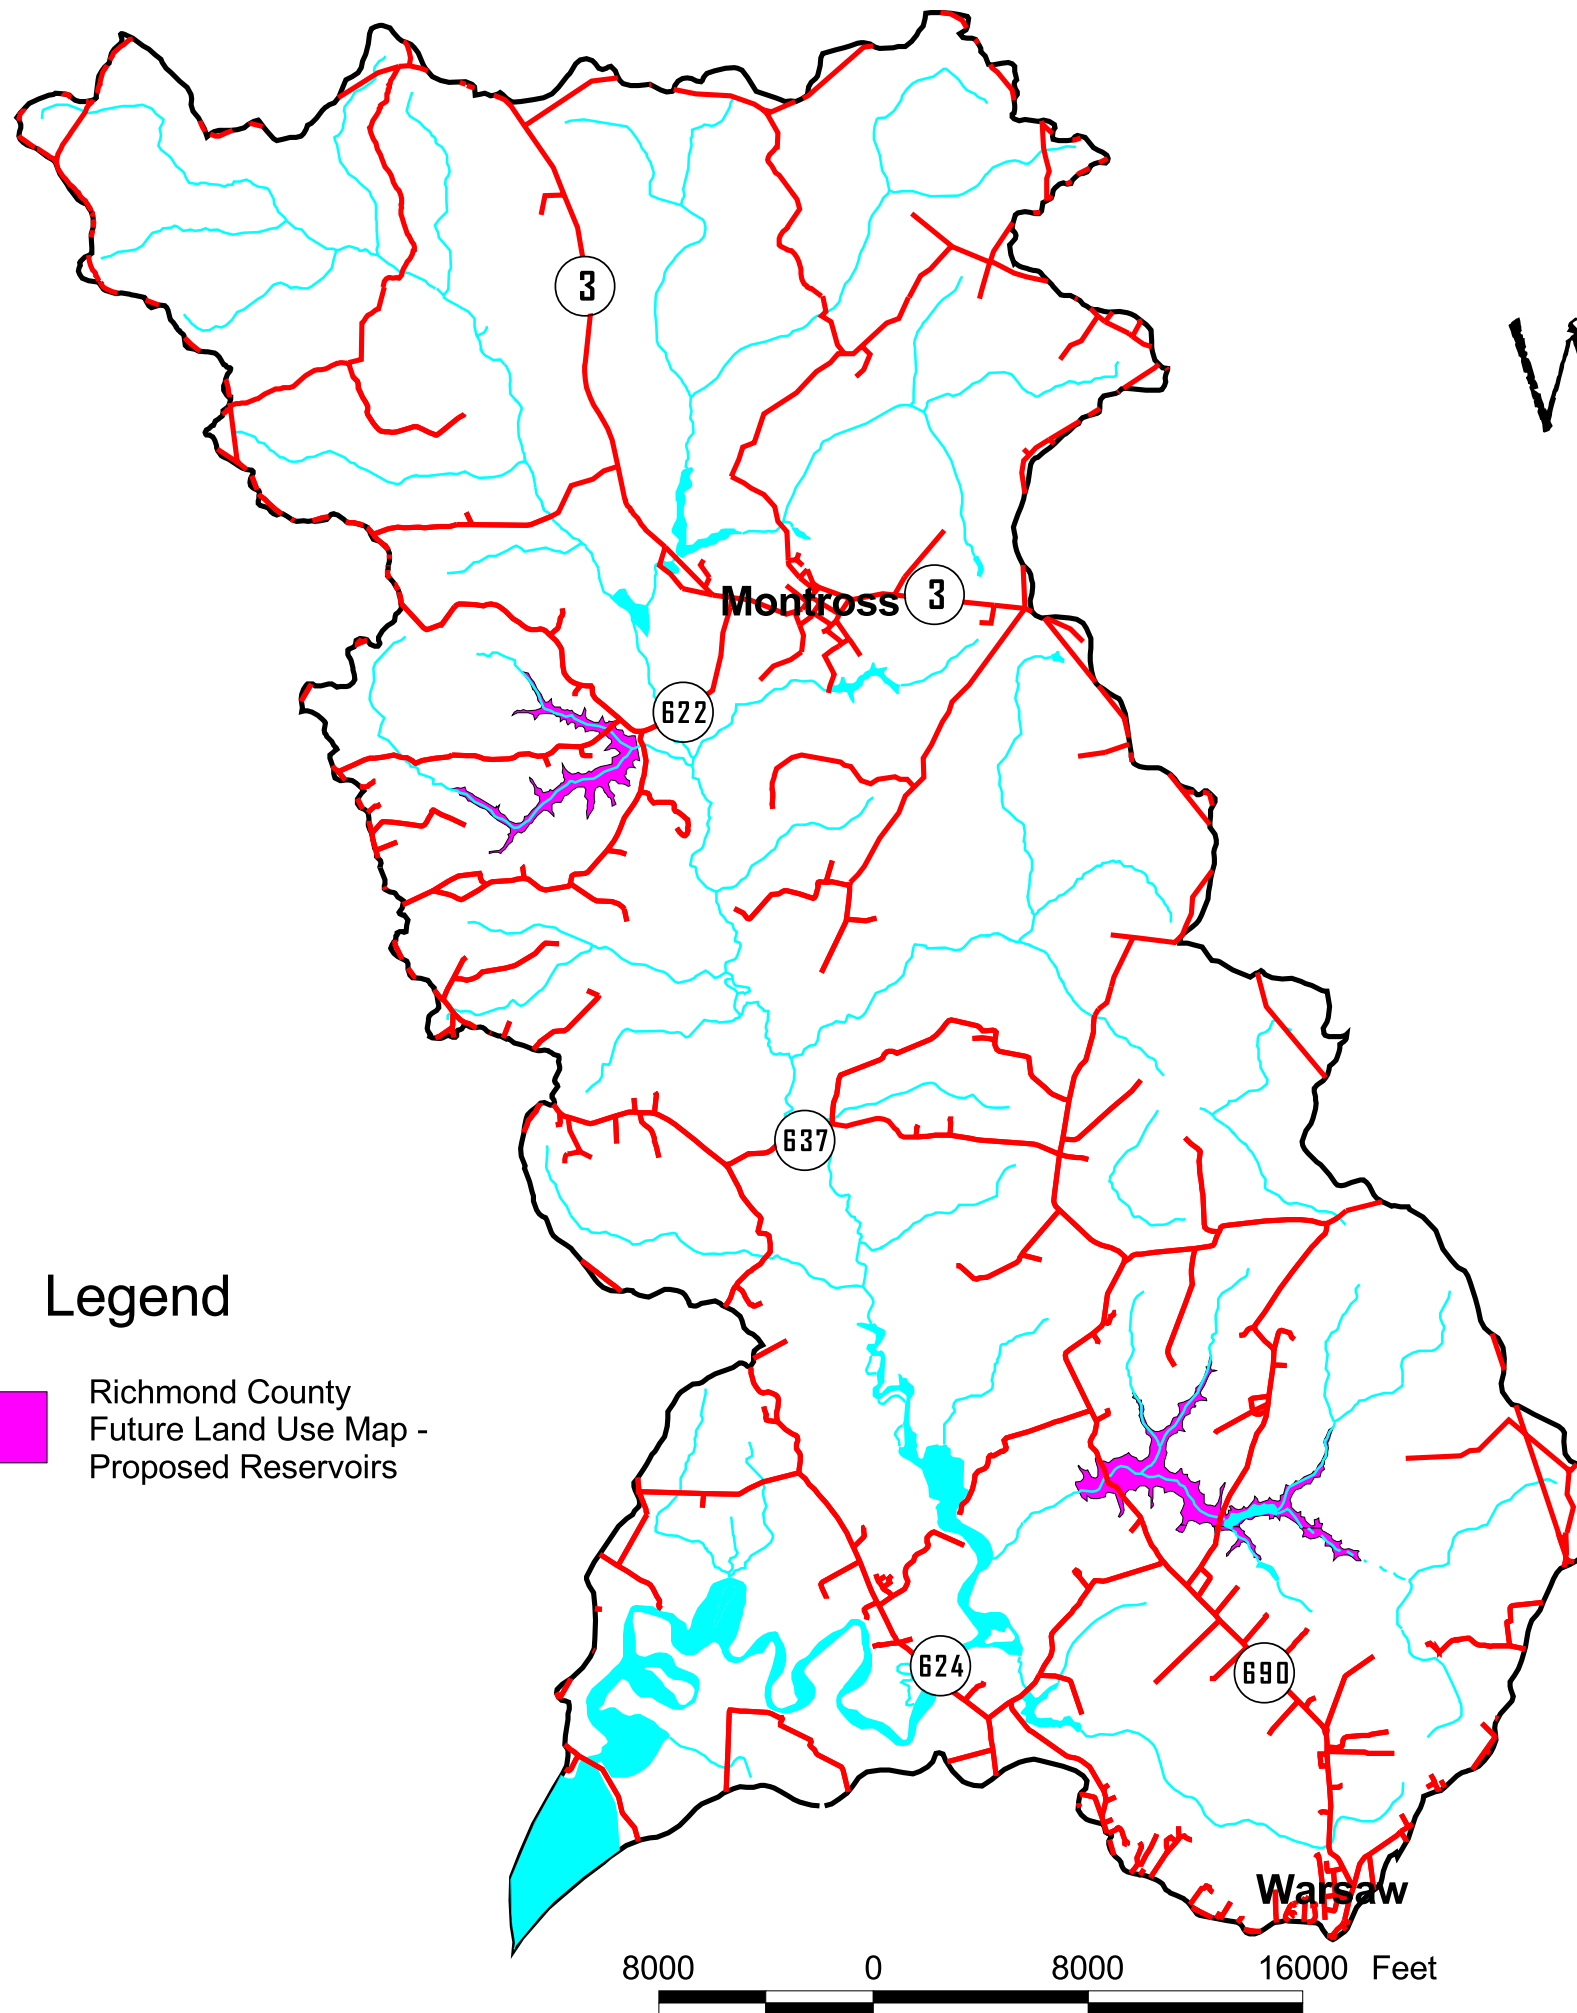 3
Montross
3
622
637
Legend
Richmond County
Future Land Use Map -
Proposed Reservoirs
624
690
Warsaw
8000 0 8000 16000 Feet